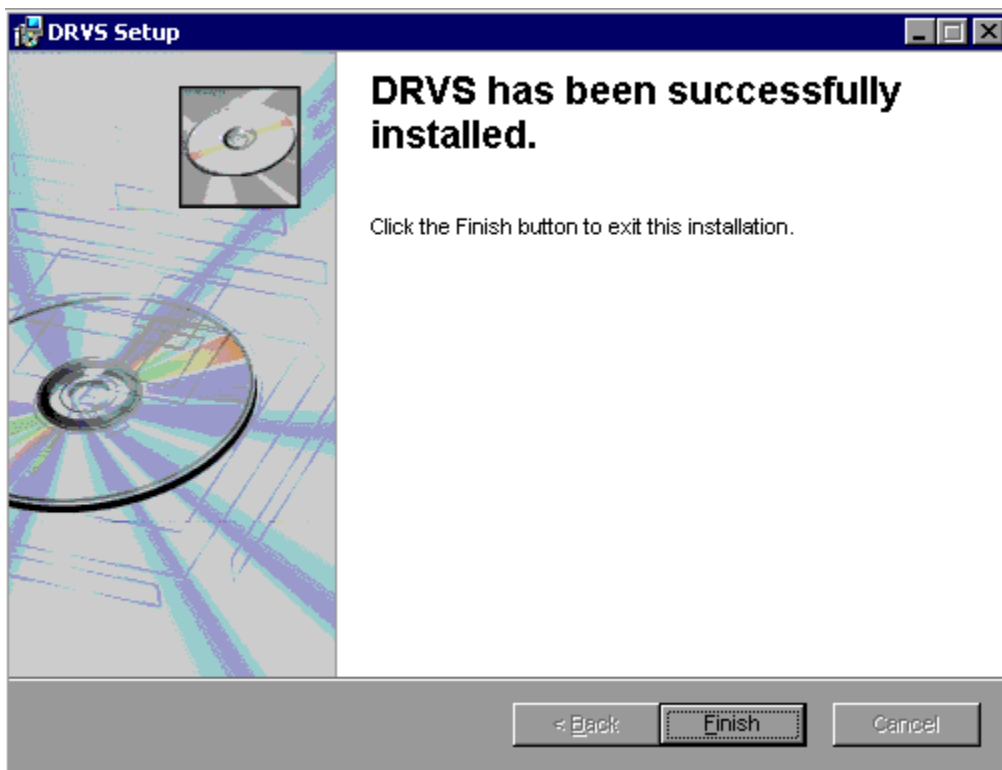 DRVS Setup
DRVS has been successfully
installed.
Click the Finish button to exit this installation.
< Back
Finish
Cancel